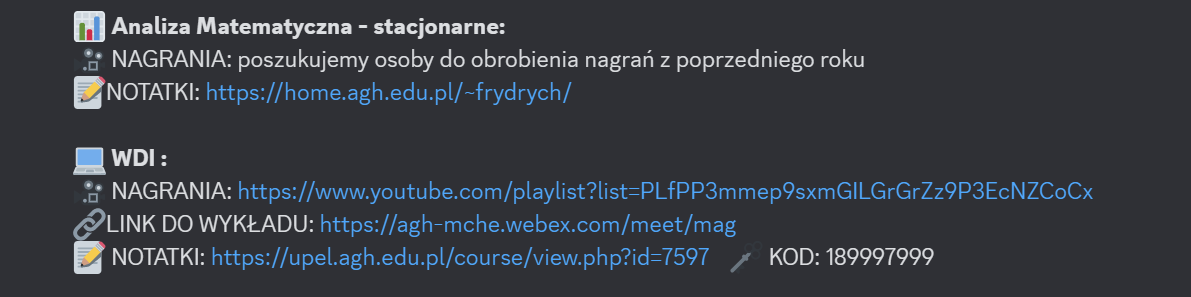 Analiza Matematyczna - stacjonarne:
NAGRANIA: poszukujemy osoby do obrobienia nagrań z poprzedniego roku
NOTATKI: https://home.agh.edu.pl/~frydrych/
WDI :
NAGRANIA: https://www.youtube.com/playlist?list=PLfPP3mmep9sxmGILGrGrZz9P3EcNZCoCx
LINK DO WYKŁADU: https://agh-mche.webex.com/meet/mag
NOTATKI: https://upel.agh.edu.pl/course/view.php?id=7597 KOD: 189997999